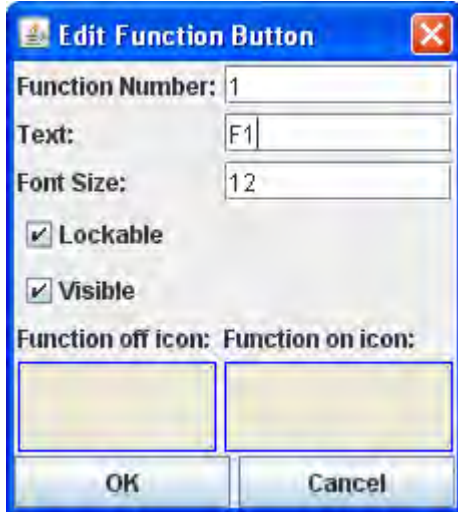 Edit Function Button
Function Number: 1
Text: F1
Font Size: 12
Lockable
Visible
Function off icon: Function on icon:
OK Cancel